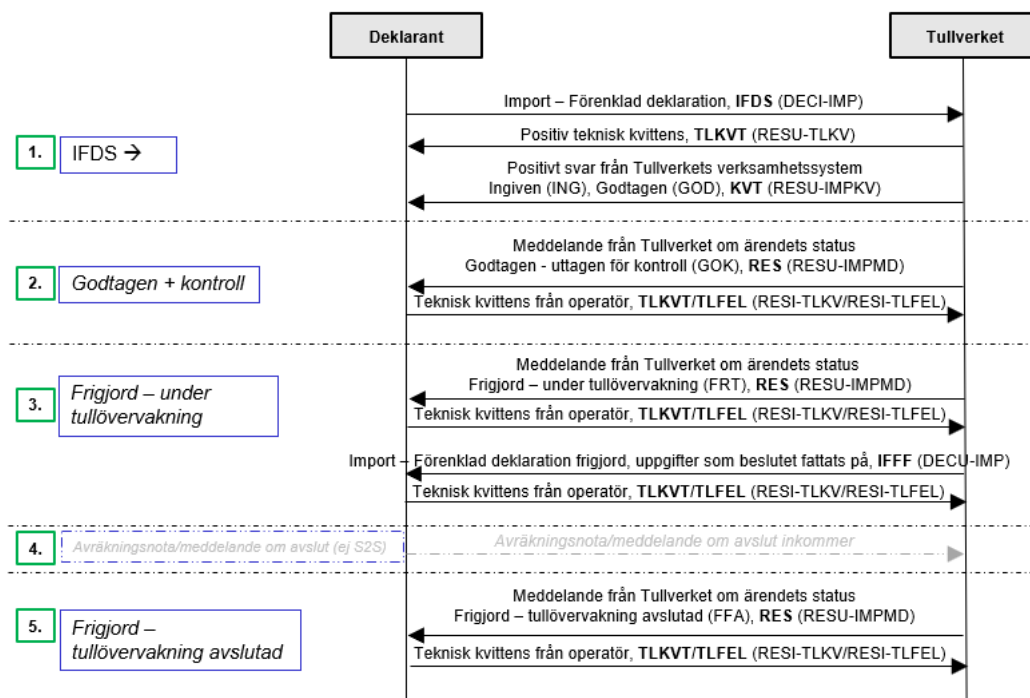 Deklarant
Tullverket
Import – Förenklad deklaration, IFDS (DECI-IMP)
1.
IFDS →
Positiv teknisk kvittens, TLKVT (RESU-TLKV)
Positivt svar från Tullverkets verksamhetssystem
Ingiven (ING), Godtagen (GOD), KVT (RESU-IMPKV)
2.
Godtagen + kontroll
Meddelande från Tullverket om ärendets status
Godtagen - uttagen för kontroll (GOK), RES (RESU-IMPMD)
Teknisk kvittens från operatör, TLKVT/TLFEL (RESI-TLKV/RESI-TLFEL)
3.
Frigjord – under
tullövervakning
Meddelande från Tullverket om ärendets status
Frigjord – under tullövervakning (FRT), RES (RESU-IMPMD)
Teknisk kvittens från operatör, TLKVT/TLFEL (RESI-TLKV/RESI-TLFEL)
Import – Förenklad deklaration frigjord, uppgifter som beslutet fattats på, IFFF (DECU-IMP)
Teknisk kvittens från operatör, TLKVT/TLFEL (RESI-TLKV/RESI-TLFEL)
4.
Avräkningsnota/meddelande om avslut (ej S2S)
Avräkningsnota/meddelande om avslut inkommer
5.
Frigjord –
tullövervakning avslutad
Meddelande från Tullverket om ärendets status
Frigjord – tullövervakning avslutad (FFA), RES (RESU-IMPMD)
Teknisk kvittens från operatör, TLKVT/TLFEL (RESI-TLKV/RESI-TLFEL)